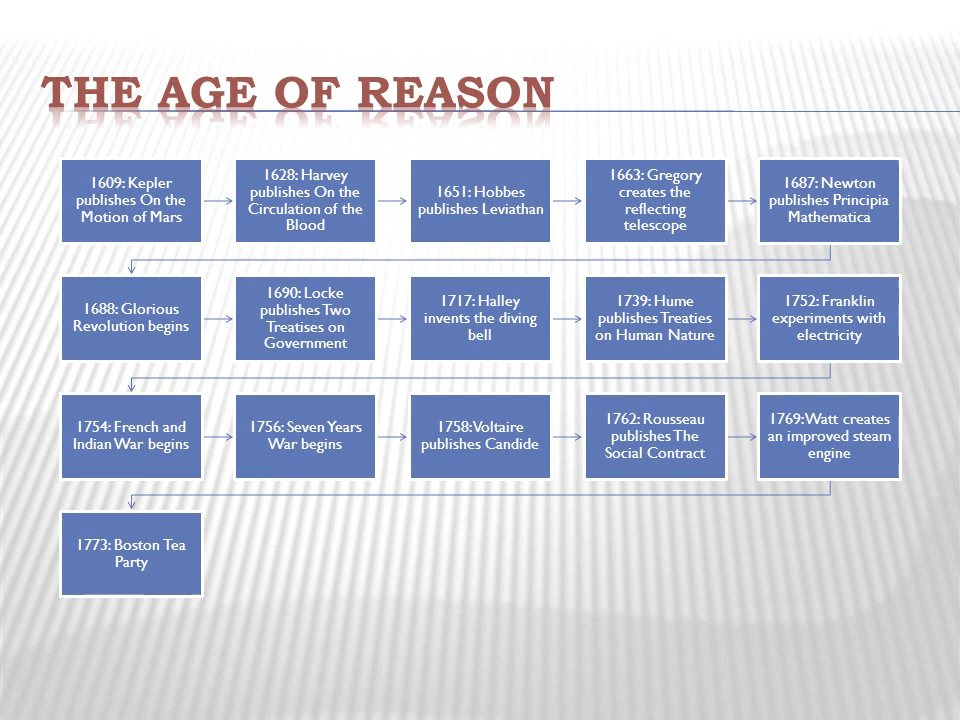 THE AGE OF REASON
1609: Kepler
publishes On the
Motion of Mars
1628: Harvey
publishes On the
Circulation of the
Blood
1651: Hobbes
publishes Leviathan
1663: Gregory
creates the
reflecting
telescope
1687: Newton
publishes Principia
Mathematica
1688: Glorious
Revolution begins
1690: Locke
publishes Two
Treatises on
Government
1717: Halley
invents the diving
bell
1739: Hume
publishes Treaties
on Human Nature
1752: Franklin
experiments with
electricity
1754: French and
Indian War begins
1756: Seven Years
War begins
1758: Voltaire
publishes Candide
1762: Rousseau
publishes The
Social Contract
1769: Watt creates
an improved steam
engine
1773: Boston Tea
Party